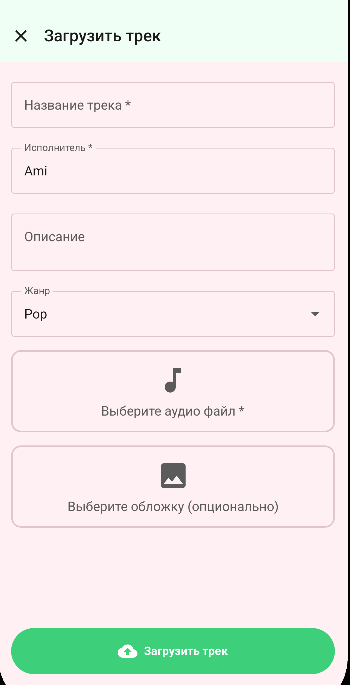 Загрузить трек
Название трека *
Исполнитель *
Ami
Описание
Жанр
Pop
Выберите аудио файл *
Выберите обложку (опционально)
Загрузить трек